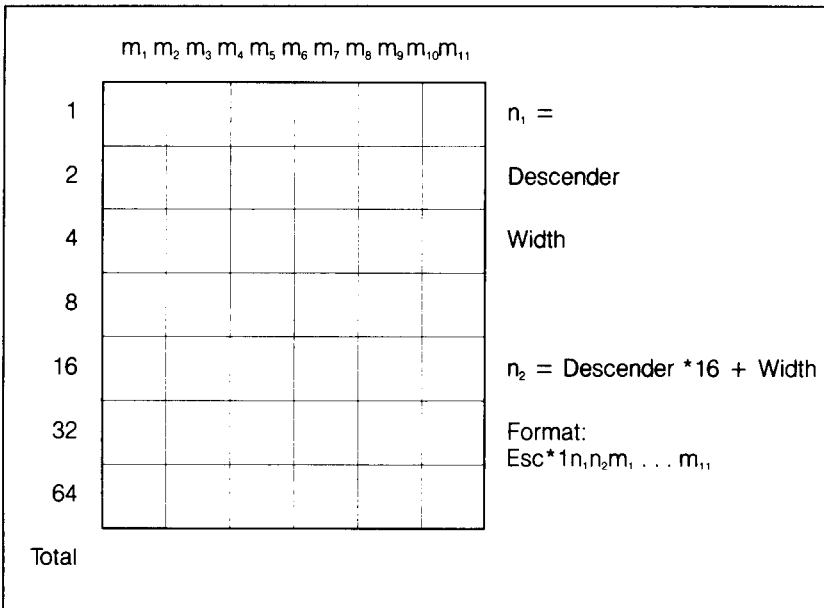 m₁ m₂ m₃ m₄ m₅ m₆ m₇ m₈ m₉ m₁₀ m₁₁
1 n₁ =
2 Descender
4 Width
8
16 n₂ = Descender *16 + Width
32 Format:
Esc*1n₁n₂m₁ . . . m₁₁
64
Total